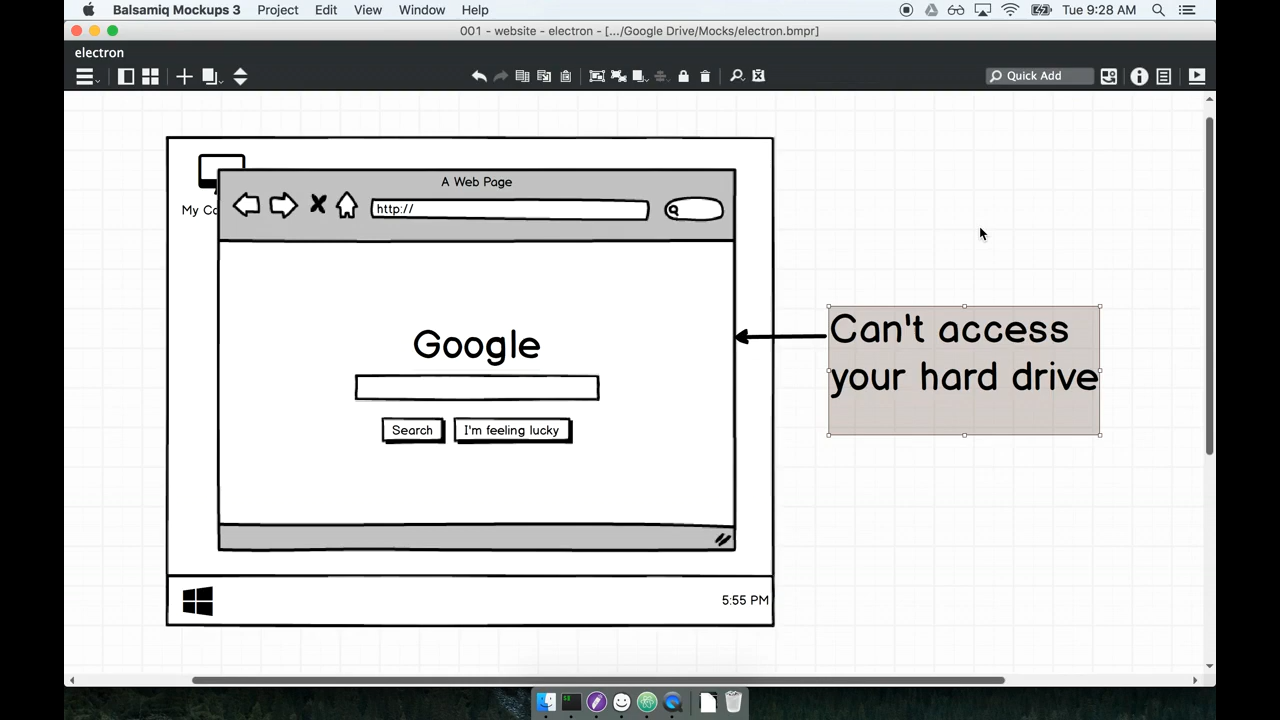 Balsamiq Mockups 3 Project Edit View Window Help Tue 9:28 AM
001 - website - electron - [.../Google Drive/Mocks/electron.bmpr]
electron
Quick Add
A Web Page
My Co
http://
Google
Search I'm feeling lucky
Can't access
your hard drive
5:55 PM